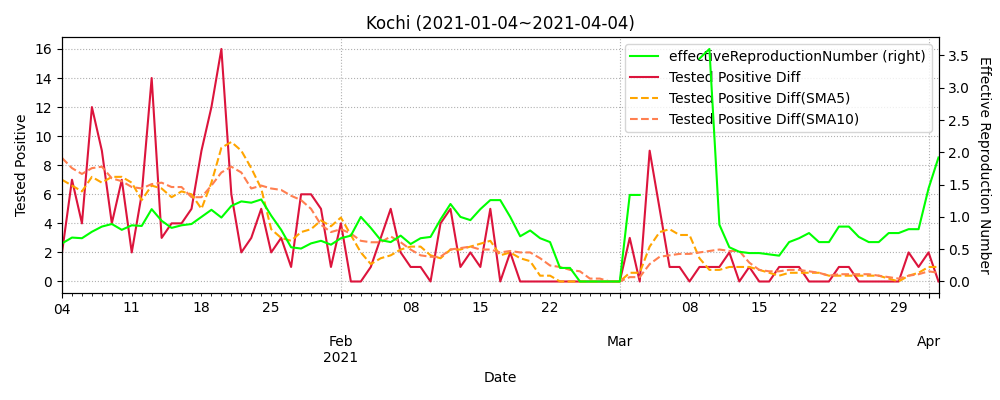 Kochi (2021-01-04~2021-04-04)
effectiveReproductionNumber (right)
Tested Positive Diff
Tested Positive Diff(SMA5)
Tested Positive Diff(SMA10)
Tested Positive
16
14
12
10
8
6
4
2
0
Effective Reproduction Number
3.5
3.0
2.5
2.0
1.5
1.0
0.5
0.0
04 11 18 25 08 15 22 08 15 22 29
Feb Mar Apr
2021
Date